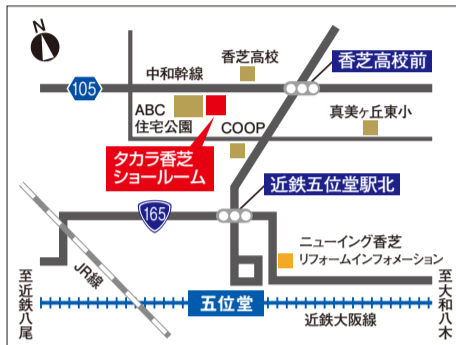 N
香芝高校
香芝高校前
中和幹線
105
ABC
住宅公園
真美ヶ丘東小
COOP
タカラ香芝
ショールーム
近鉄五位堂駅北
165
ニューイング香芝
リフォームインフォメーション
JR線
至近鉄八尾
五位堂
近鉄大阪線
至大和八木